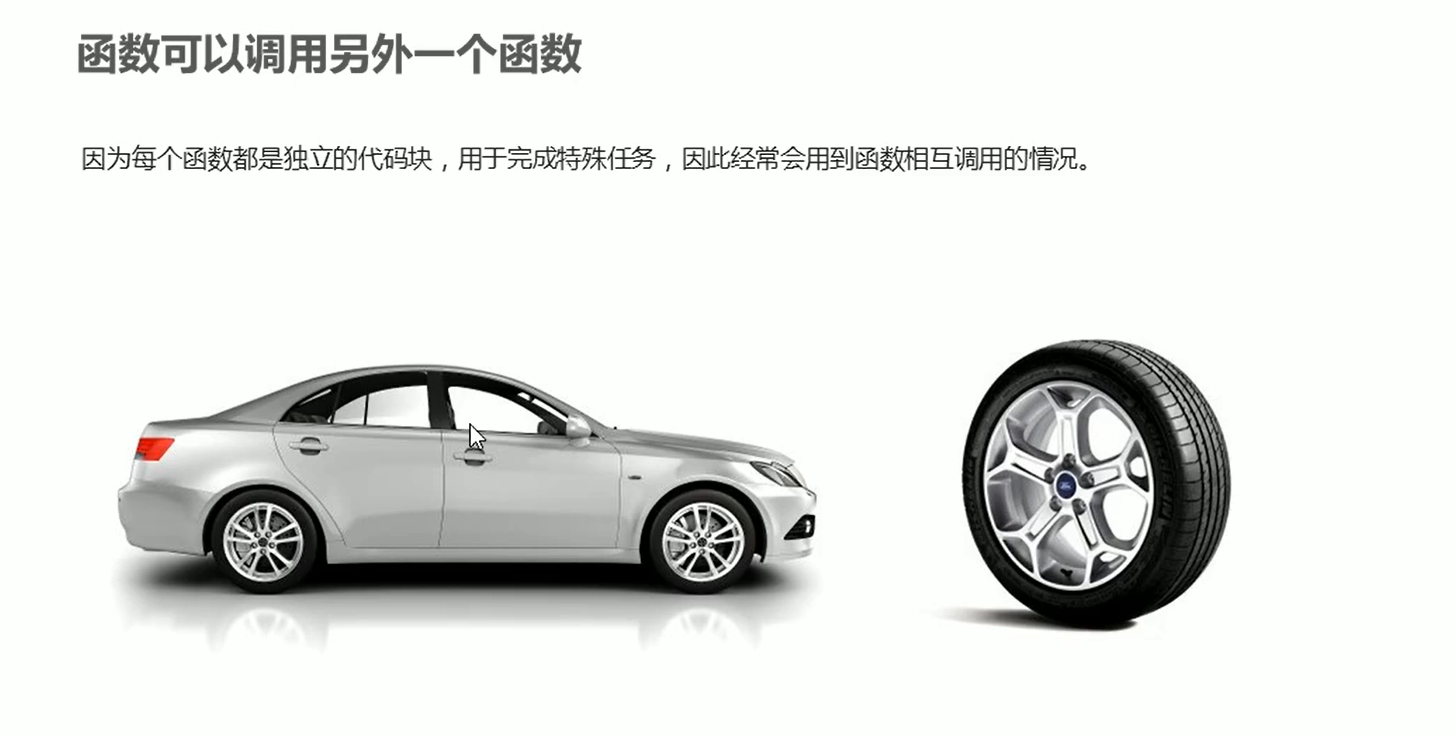 函数可以调用另外一个函数
因为每个函数都是独立的代码块，用于完成特殊任务，因此经常会用到函数相互调用的情况。